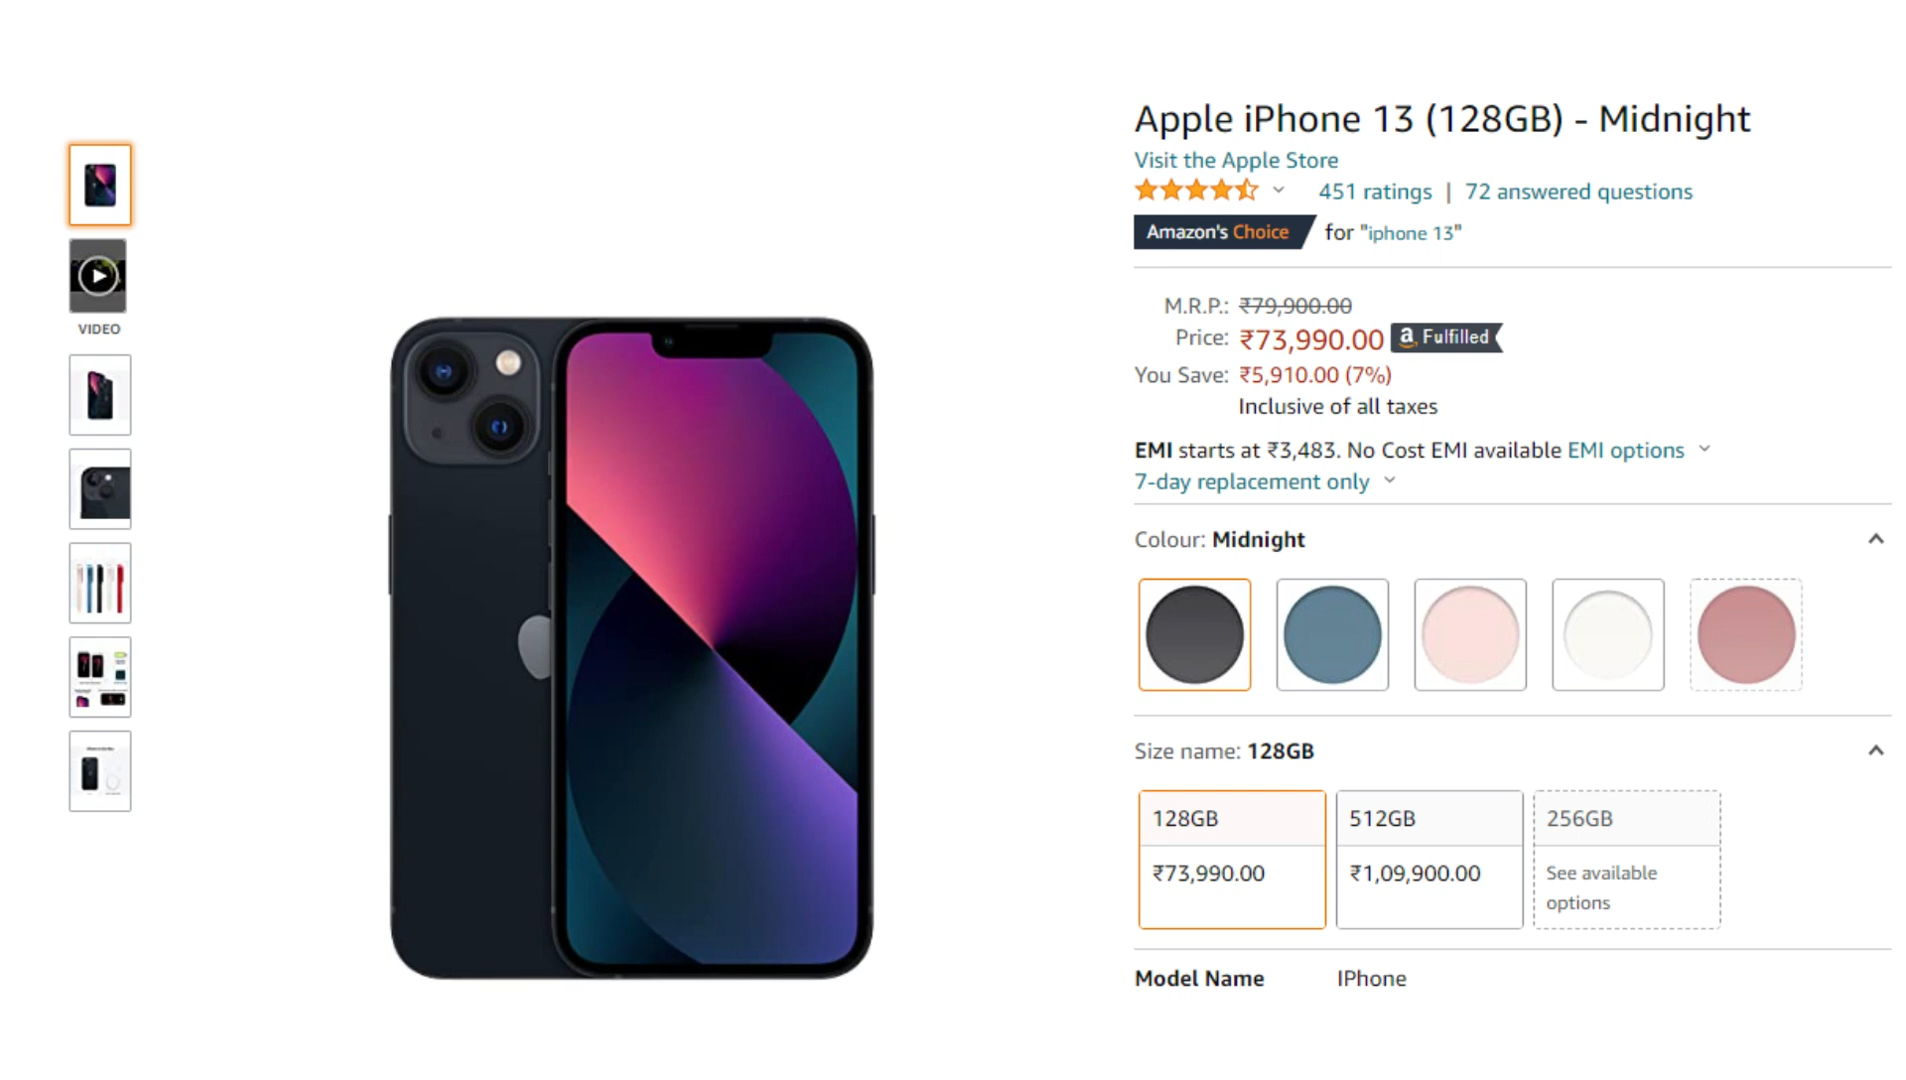 Apple iPhone 13 (128GB) - Midnight
Visit the Apple Store
451 ratings | 72 answered questions
Amazon's Choice for "iphone 13"
M.R.P.: ₹79,900.00
Price: ₹73,990.00 a Fulfilled
You Save: ₹5,910.00 (7%)
Inclusive of all taxes
EMI starts at ₹3,483. No Cost EMI available EMI options
7-day replacement only
VIDEO
Colour: Midnight
Size name: 128GB
128GB 512GB 256GB
₹73,990.00 ₹1,09,900.00 See available
options
Model Name IPhone